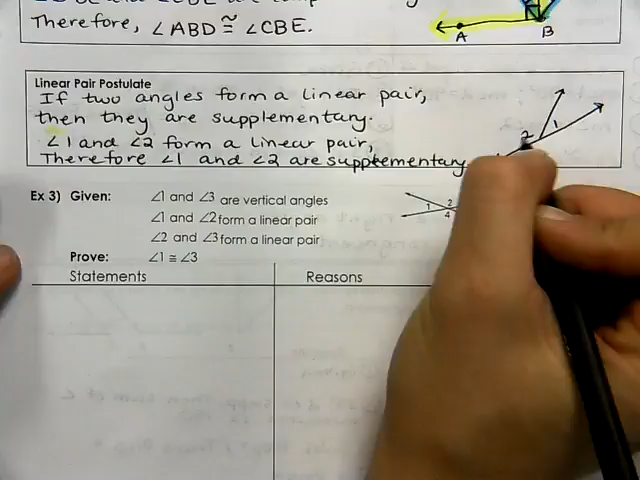 Therefore, ∠ABD ≅ ∠CBE.
A
B
Linear Pair Postulate
If two angles form a linear pair,
then they are supplementary.
∠1 and ∠2 form a linear pair,
Therefore ∠1 and ∠2 are supplementary
2
1
Ex 3) Given: ∠1 and ∠3 are vertical angles
∠1 and ∠2 form a linear pair
∠2 and ∠3 form a linear pair
1
2
4
Prove: ∠1 ≅ ∠3
Statements
Reasons